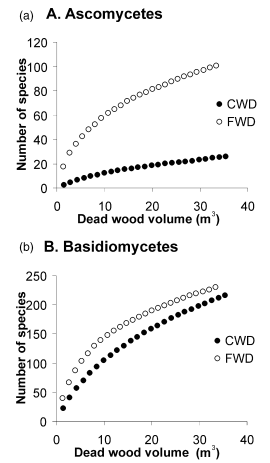 (a) A. Ascomycetes
Number of species
120
100
80
60
40
20
0
CWD
FWD
0 10 20 30 40
Dead wood volume (m³)
(b) B. Basidiomycetes
Number of species
250
200
150
100
50
0
CWD
FWD
0 10 20 30 40
Dead wood volume (m³)